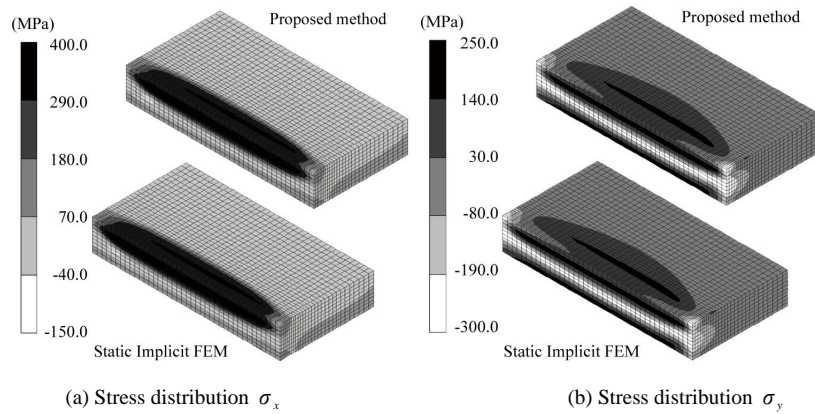 (MPa)
Proposed method
400.0
290.0
180.0
70.0
-40.0
-150.0
Static Implicit FEM
(a) Stress distribution σx
(MPa)
Proposed method
250.0
140.0
30.0
-80.0
-190.0
-300.0
Static Implicit FEM
(b) Stress distribution σy